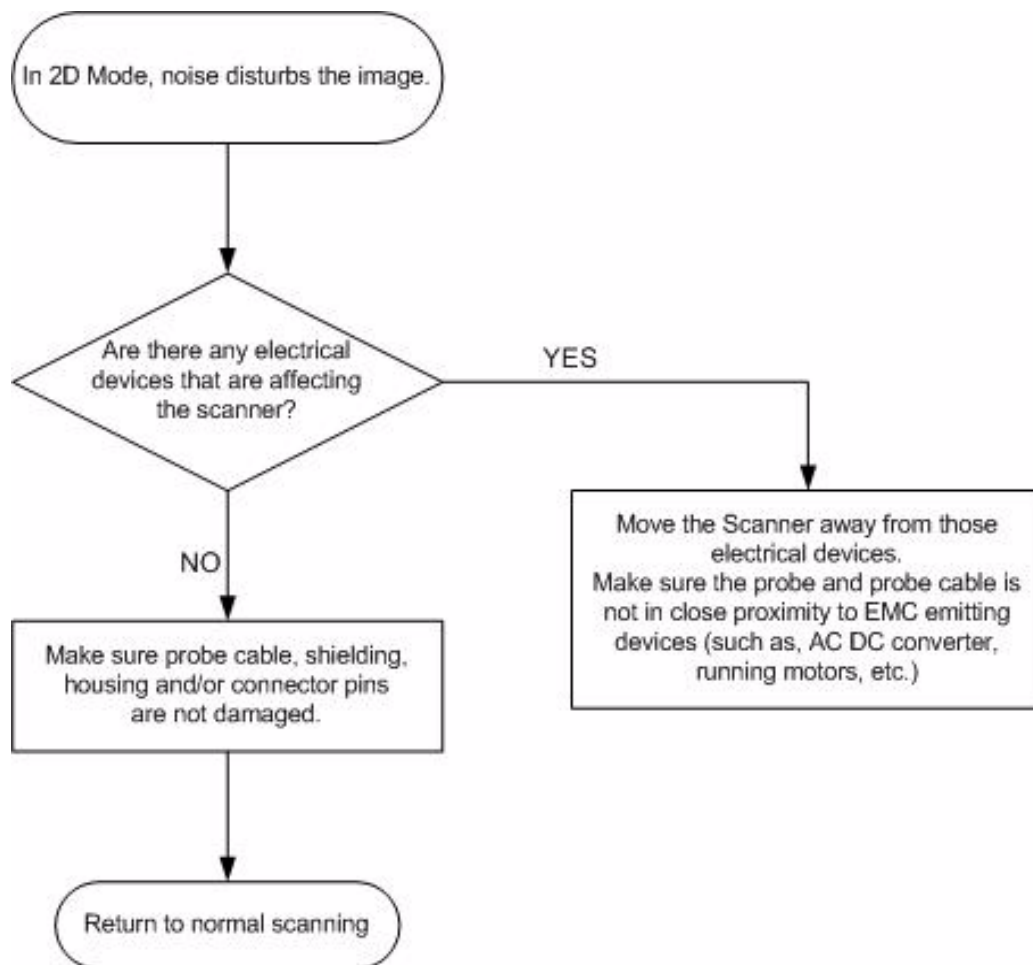 In 2D Mode, noise disturbs the image.
Are there any electrical
devices that are affecting
the scanner?
YES
Move the Scanner away from those
electrical devices.
Make sure the probe and probe cable is
not in close proximity to EMC emitting
devices (such as, AC DC converter,
running motors, etc.)
NO
Make sure probe cable, shielding,
housing and/or connector pins
are not damaged.
Return to normal scanning